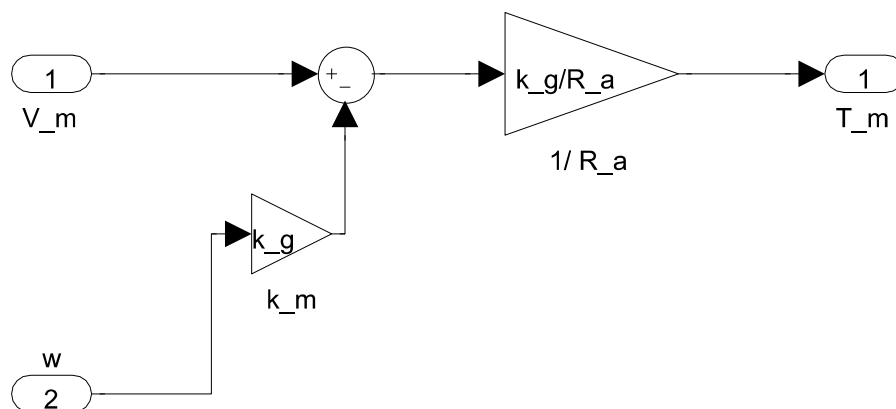 1
V_m
+
_
k_g/R_a
1/ R_a
1
T_m
k_g
k_m
w
2